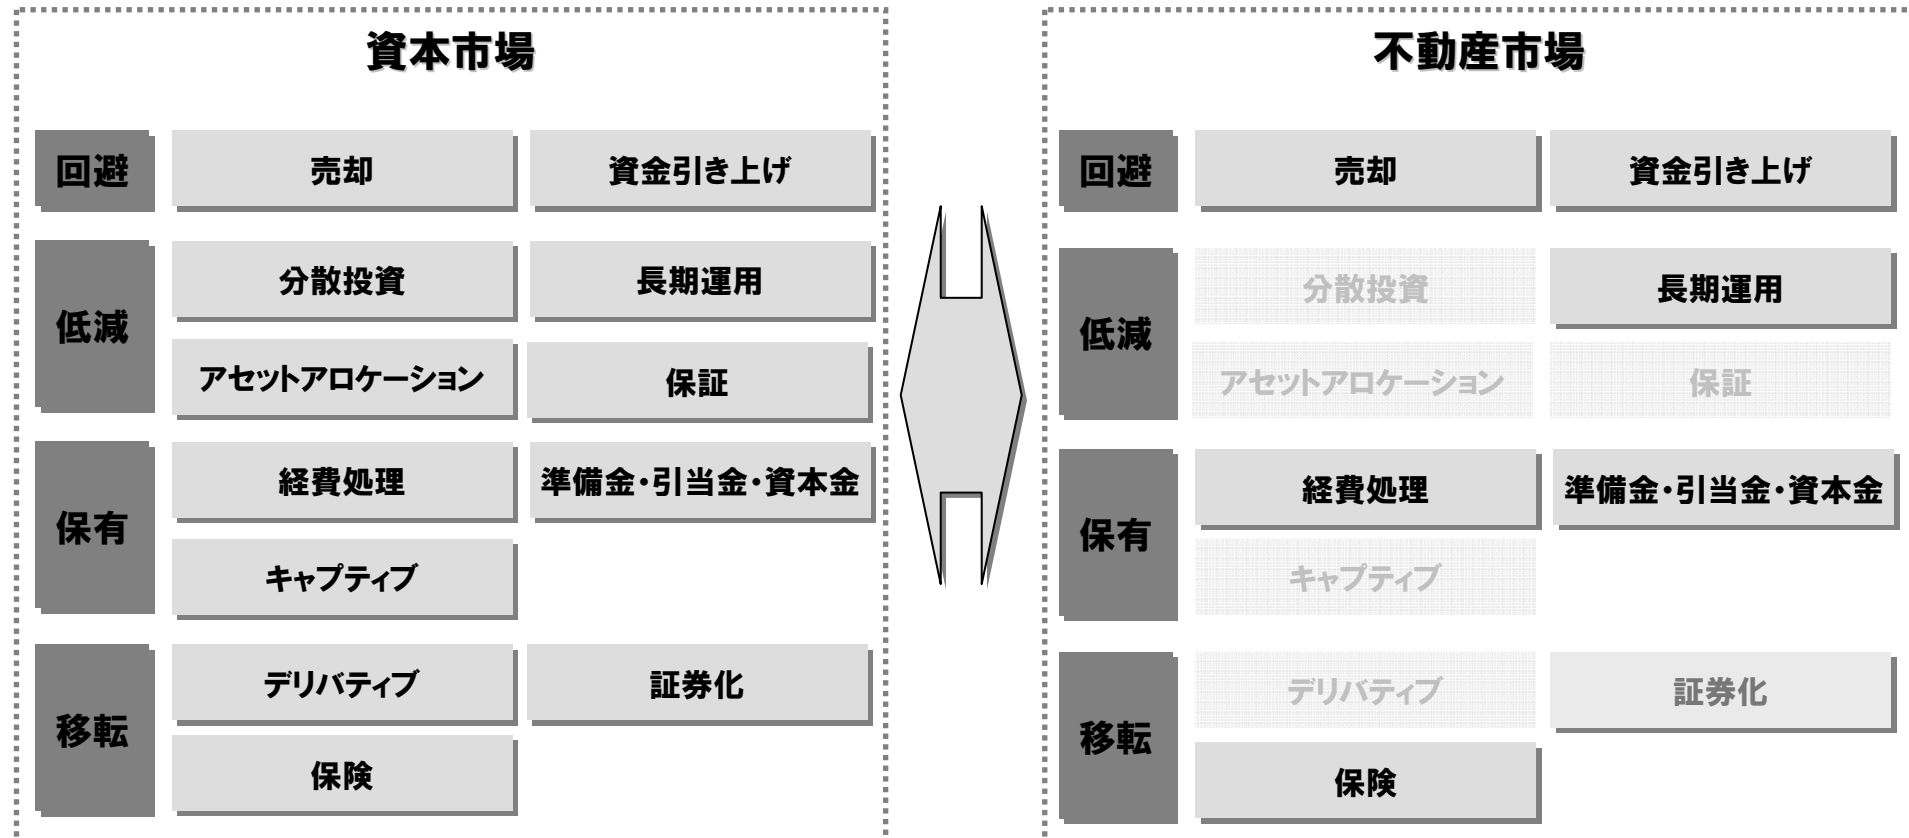 資本市場
回避
売却
資金引き上げ
低減
分散投資
長期運用
アセットアロケーション
保証
保有
経費処理
準備金・引当金・資本金
キャプティブ
移転
デリバティブ
証券化
保険
不動産市場
回避
売却
資金引き上げ
低減
分散投資
長期運用
アセットアロケーション
保証
保有
経費処理
準備金・引当金・資本金
キャプティブ
移転
デリバティブ
証券化
保険